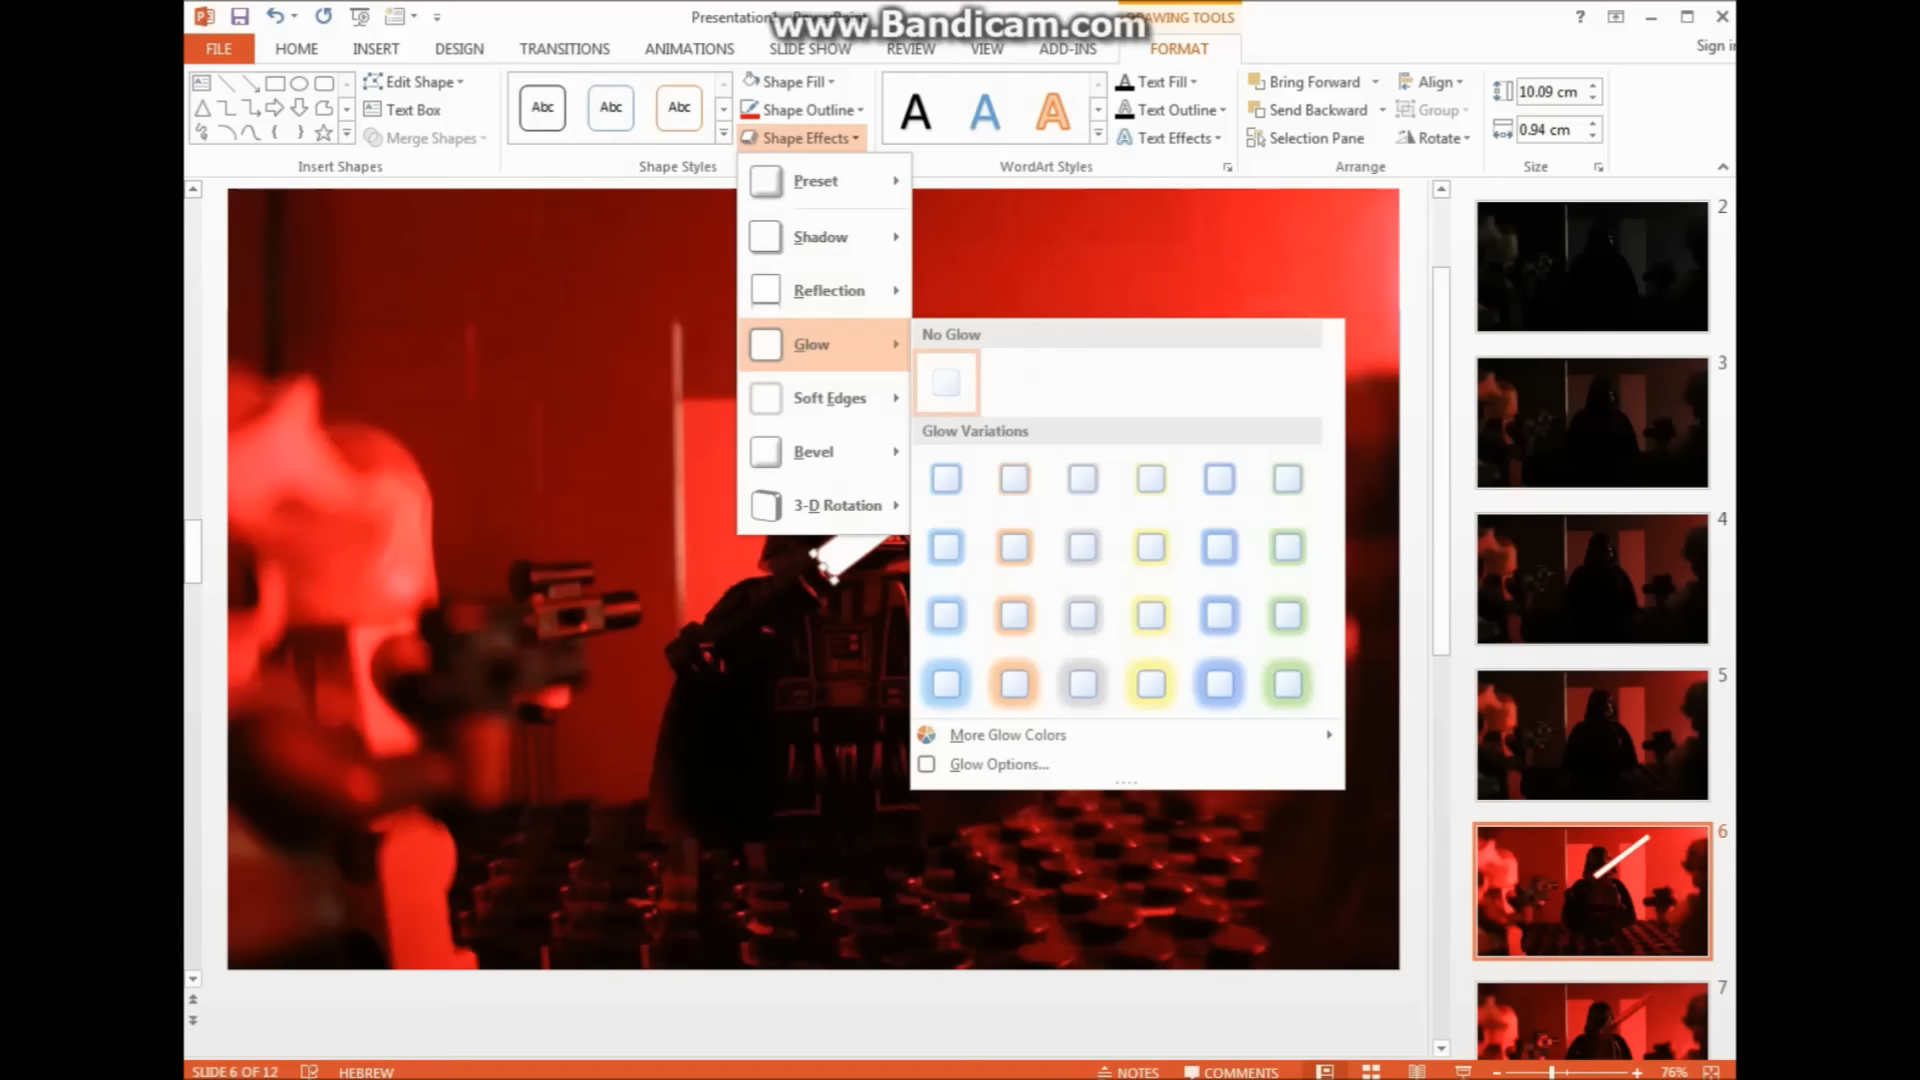 Presentation1 - PowerPoint
DRAWING TOOLS
www.Bandicam.com
?
FILE HOME INSERT DESIGN TRANSITIONS ANIMATIONS SLIDE SHOW REVIEW VIEW ADD-INS FORMAT
Sign in
Edit Shape
Text Box
Merge Shapes
Insert Shapes
Abc Abc Abc
Shape Styles
Shape Fill
Shape Outline
Shape Effects
A A A
WordArt Styles
Text Fill
Text Outline
Text Effects
Bring Forward
Send Backward
Selection Pane
Align
Group
Rotate
Arrange
10.09 cm
0.94 cm
Size
Preset
Shadow
Reflection
Glow
Soft Edges
Bevel
3-D Rotation
No Glow
Glow Variations
More Glow Colors
Glow Options...
2
3
4
5
6
7
SLIDE 6 OF 12 HEBREW NOTES COMMENTS 76%